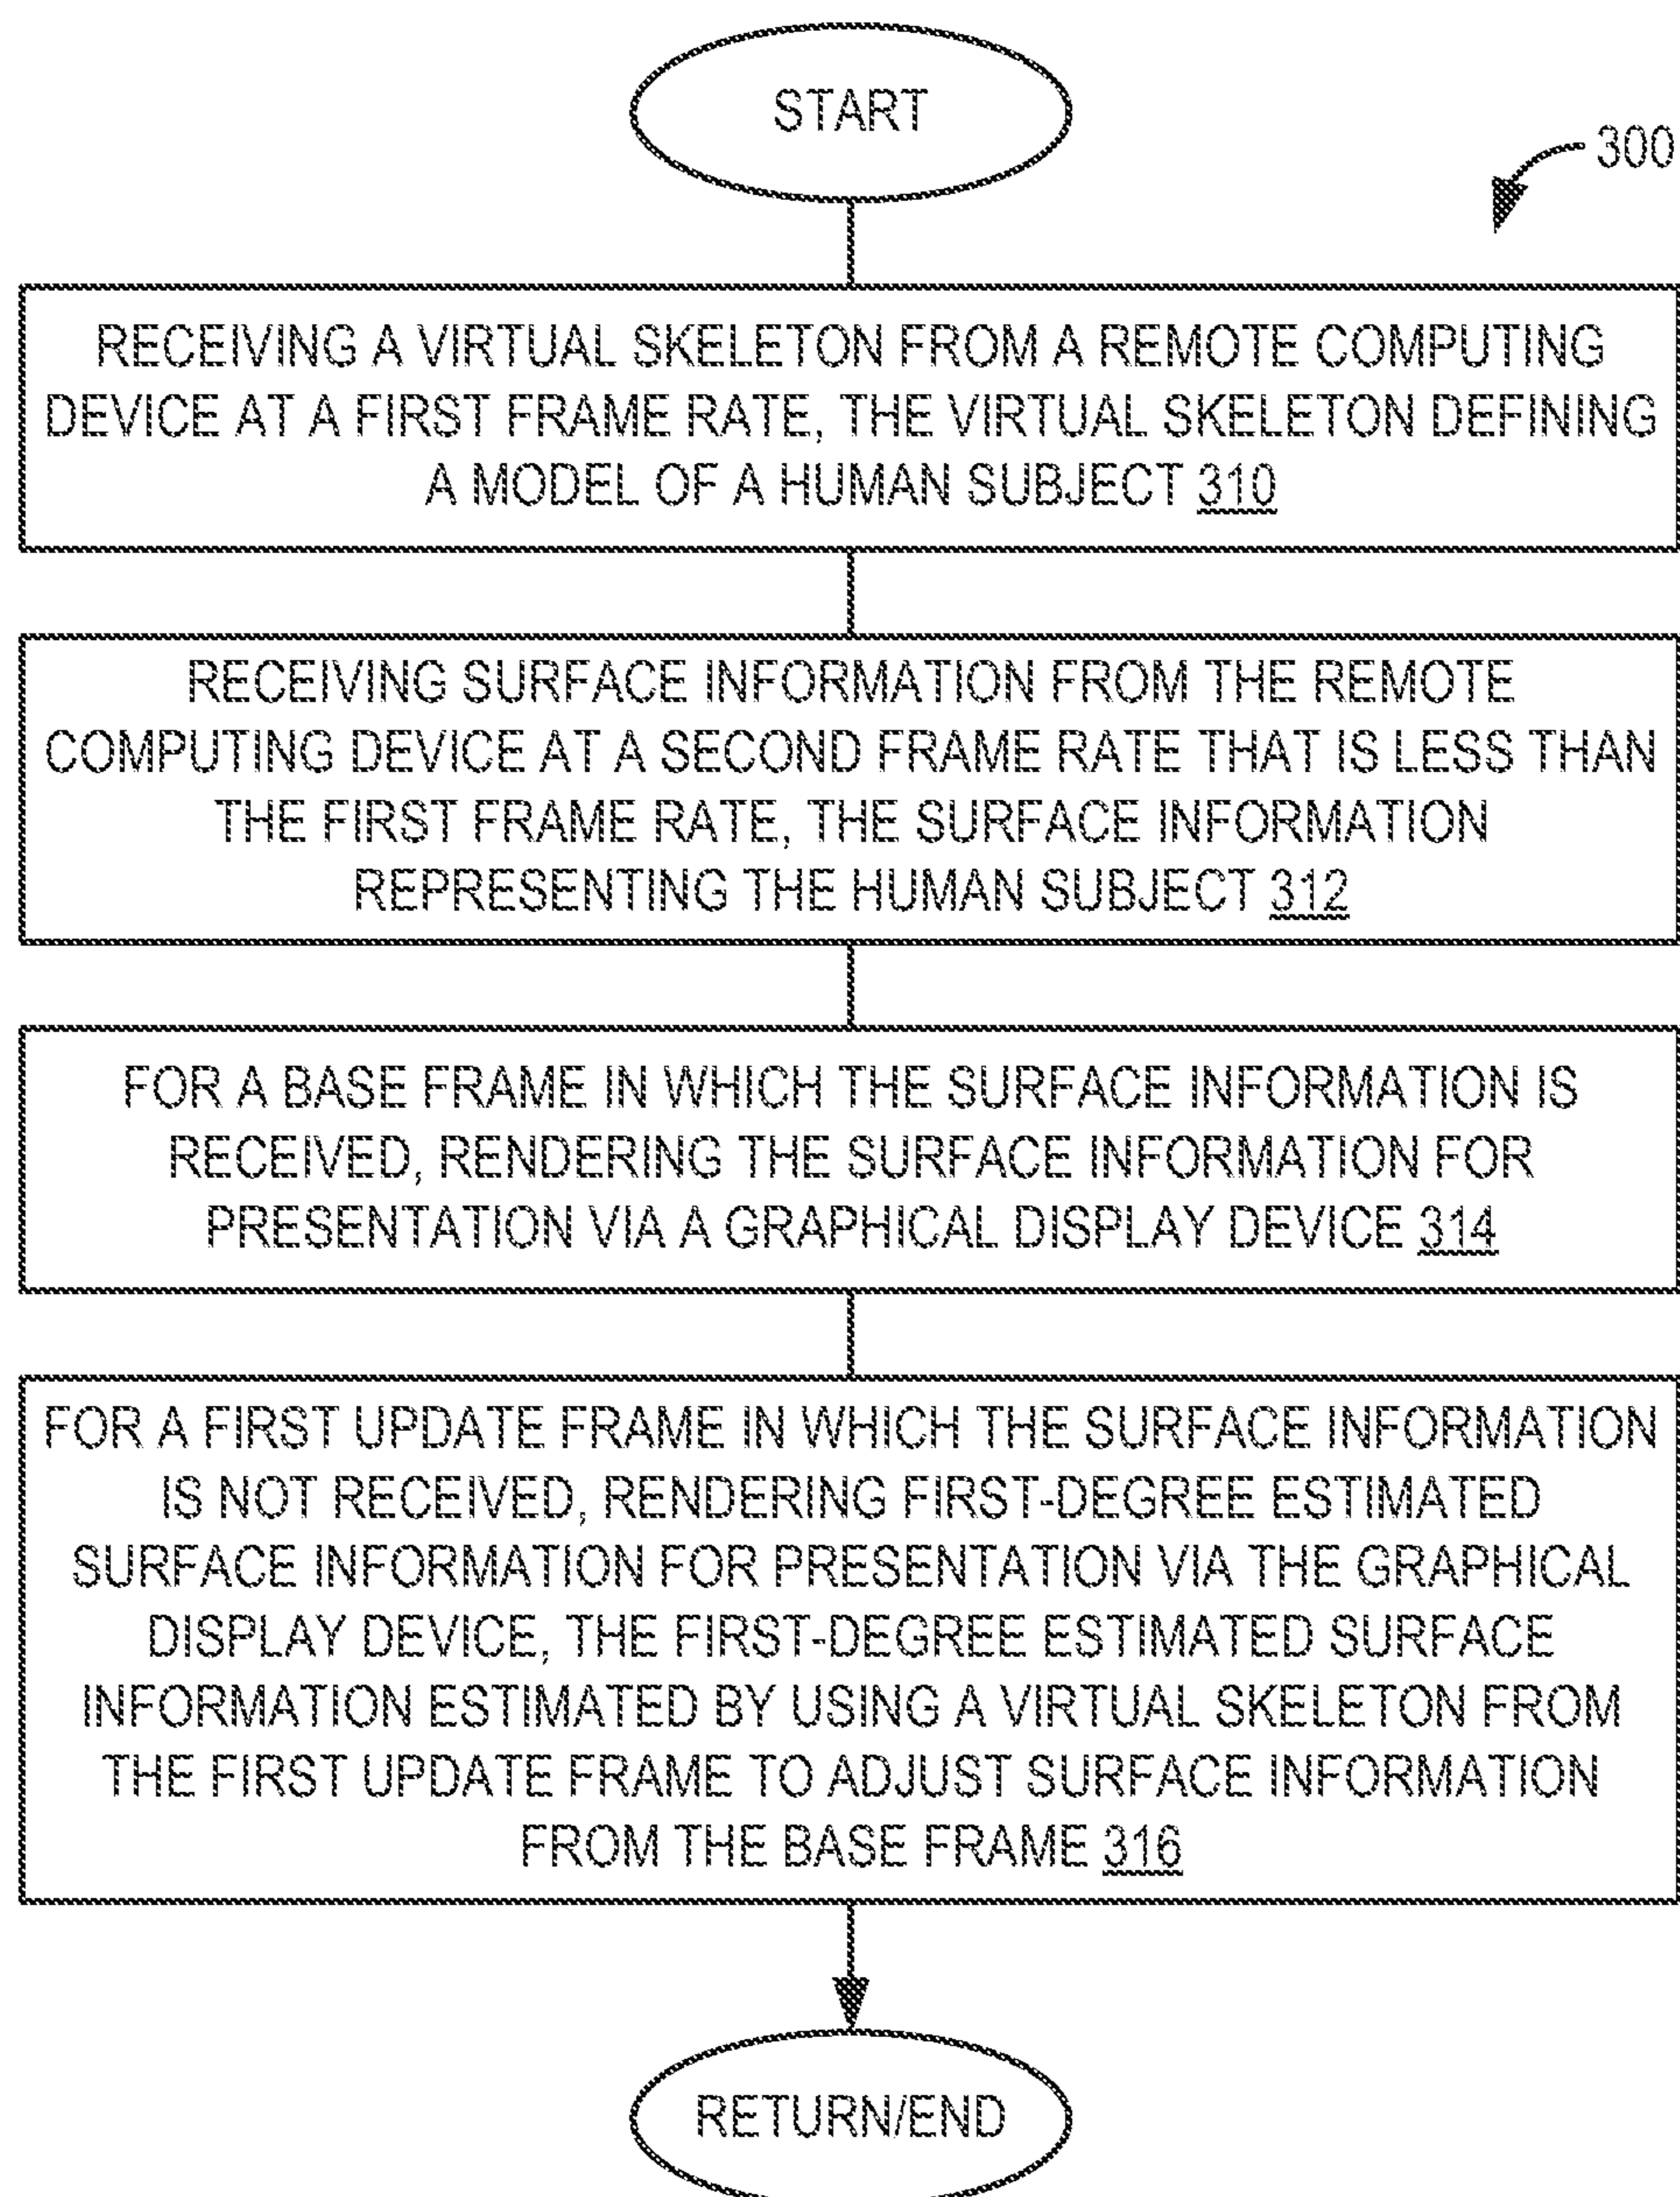 START
300
RECEIVING A VIRTUAL SKELETON FROM A REMOTE COMPUTING
DEVICE AT A FIRST FRAME RATE, THE VIRTUAL SKELETON DEFINING
A MODEL OF A HUMAN SUBJECT 310
RECEIVING SURFACE INFORMATION FROM THE REMOTE
COMPUTING DEVICE AT A SECOND FRAME RATE THAT IS LESS THAN
THE FIRST FRAME RATE, THE SURFACE INFORMATION
REPRESENTING THE HUMAN SUBJECT 312
FOR A BASE FRAME IN WHICH THE SURFACE INFORMATION IS
RECEIVED, RENDERING THE SURFACE INFORMATION FOR
PRESENTATION VIA A GRAPHICAL DISPLAY DEVICE 314
FOR A FIRST UPDATE FRAME IN WHICH THE SURFACE INFORMATION
IS NOT RECEIVED, RENDERING FIRST-DEGREE ESTIMATED
SURFACE INFORMATION FOR PRESENTATION VIA THE GRAPHICAL
DISPLAY DEVICE, THE FIRST-DEGREE ESTIMATED SURFACE
INFORMATION ESTIMATED BY USING A VIRTUAL SKELETON FROM
THE FIRST UPDATE FRAME TO ADJUST SURFACE INFORMATION
FROM THE BASE FRAME 316
RETURN/END